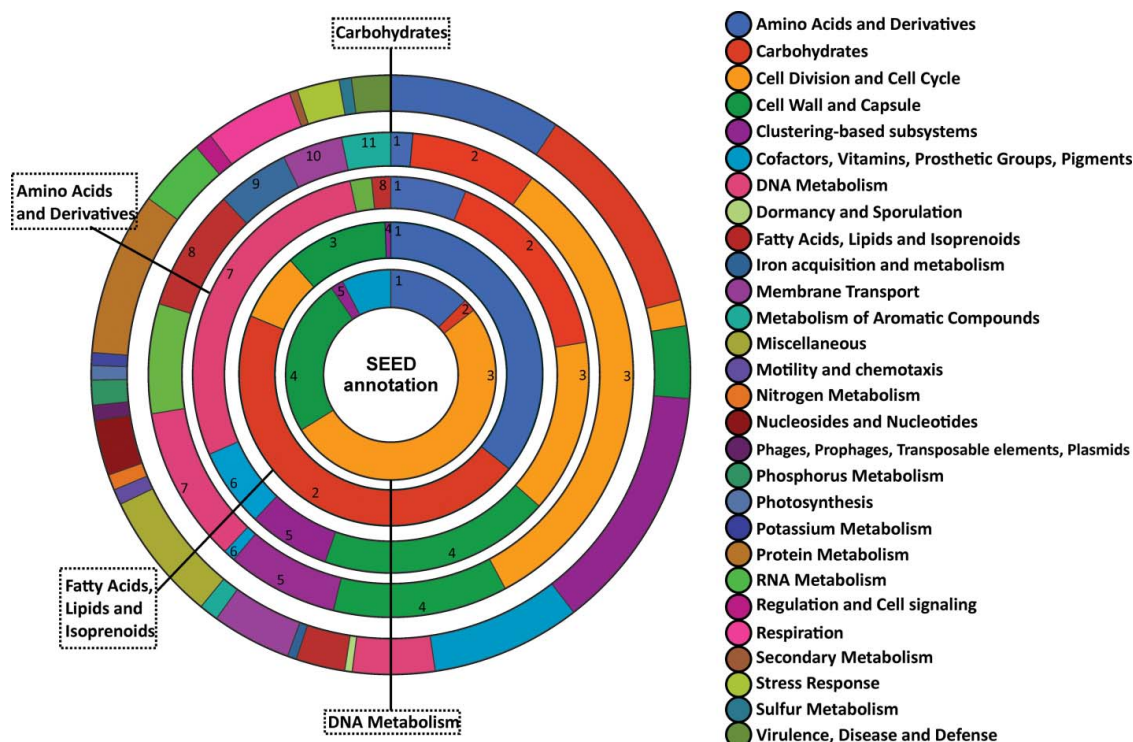 Carbohydrates
Amino Acids
and Derivatives
Fatty Acids,
Lipids and
Isoprenoids
DNA Metabolism
SEED
annotation
1
2
3
4
5
6
7
8
9
10
11
1
2
3
4
5
6
7
8
1
2
3
4
1
2
3
4
5
Amino Acids and Derivatives
Carbohydrates
Cell Division and Cell Cycle
Cell Wall and Capsule
Clustering-based subsystems
Cofactors, Vitamins, Prosthetic Groups, Pigments
DNA Metabolism
Dormancy and Sporulation
Fatty Acids, Lipids and Isoprenoids
Iron acquisition and metabolism
Membrane Transport
Metabolism of Aromatic Compounds
Miscellaneous
Motility and chemotaxis
Nitrogen Metabolism
Nucleosides and Nucleotides
Phages, Prophages, Transposable elements, Plasmids
Phosphorus Metabolism
Photosynthesis
Potassium Metabolism
Protein Metabolism
RNA Metabolism
Regulation and Cell signaling
Respiration
Secondary Metabolism
Stress Response
Sulfur Metabolism
Virulence, Disease and Defense